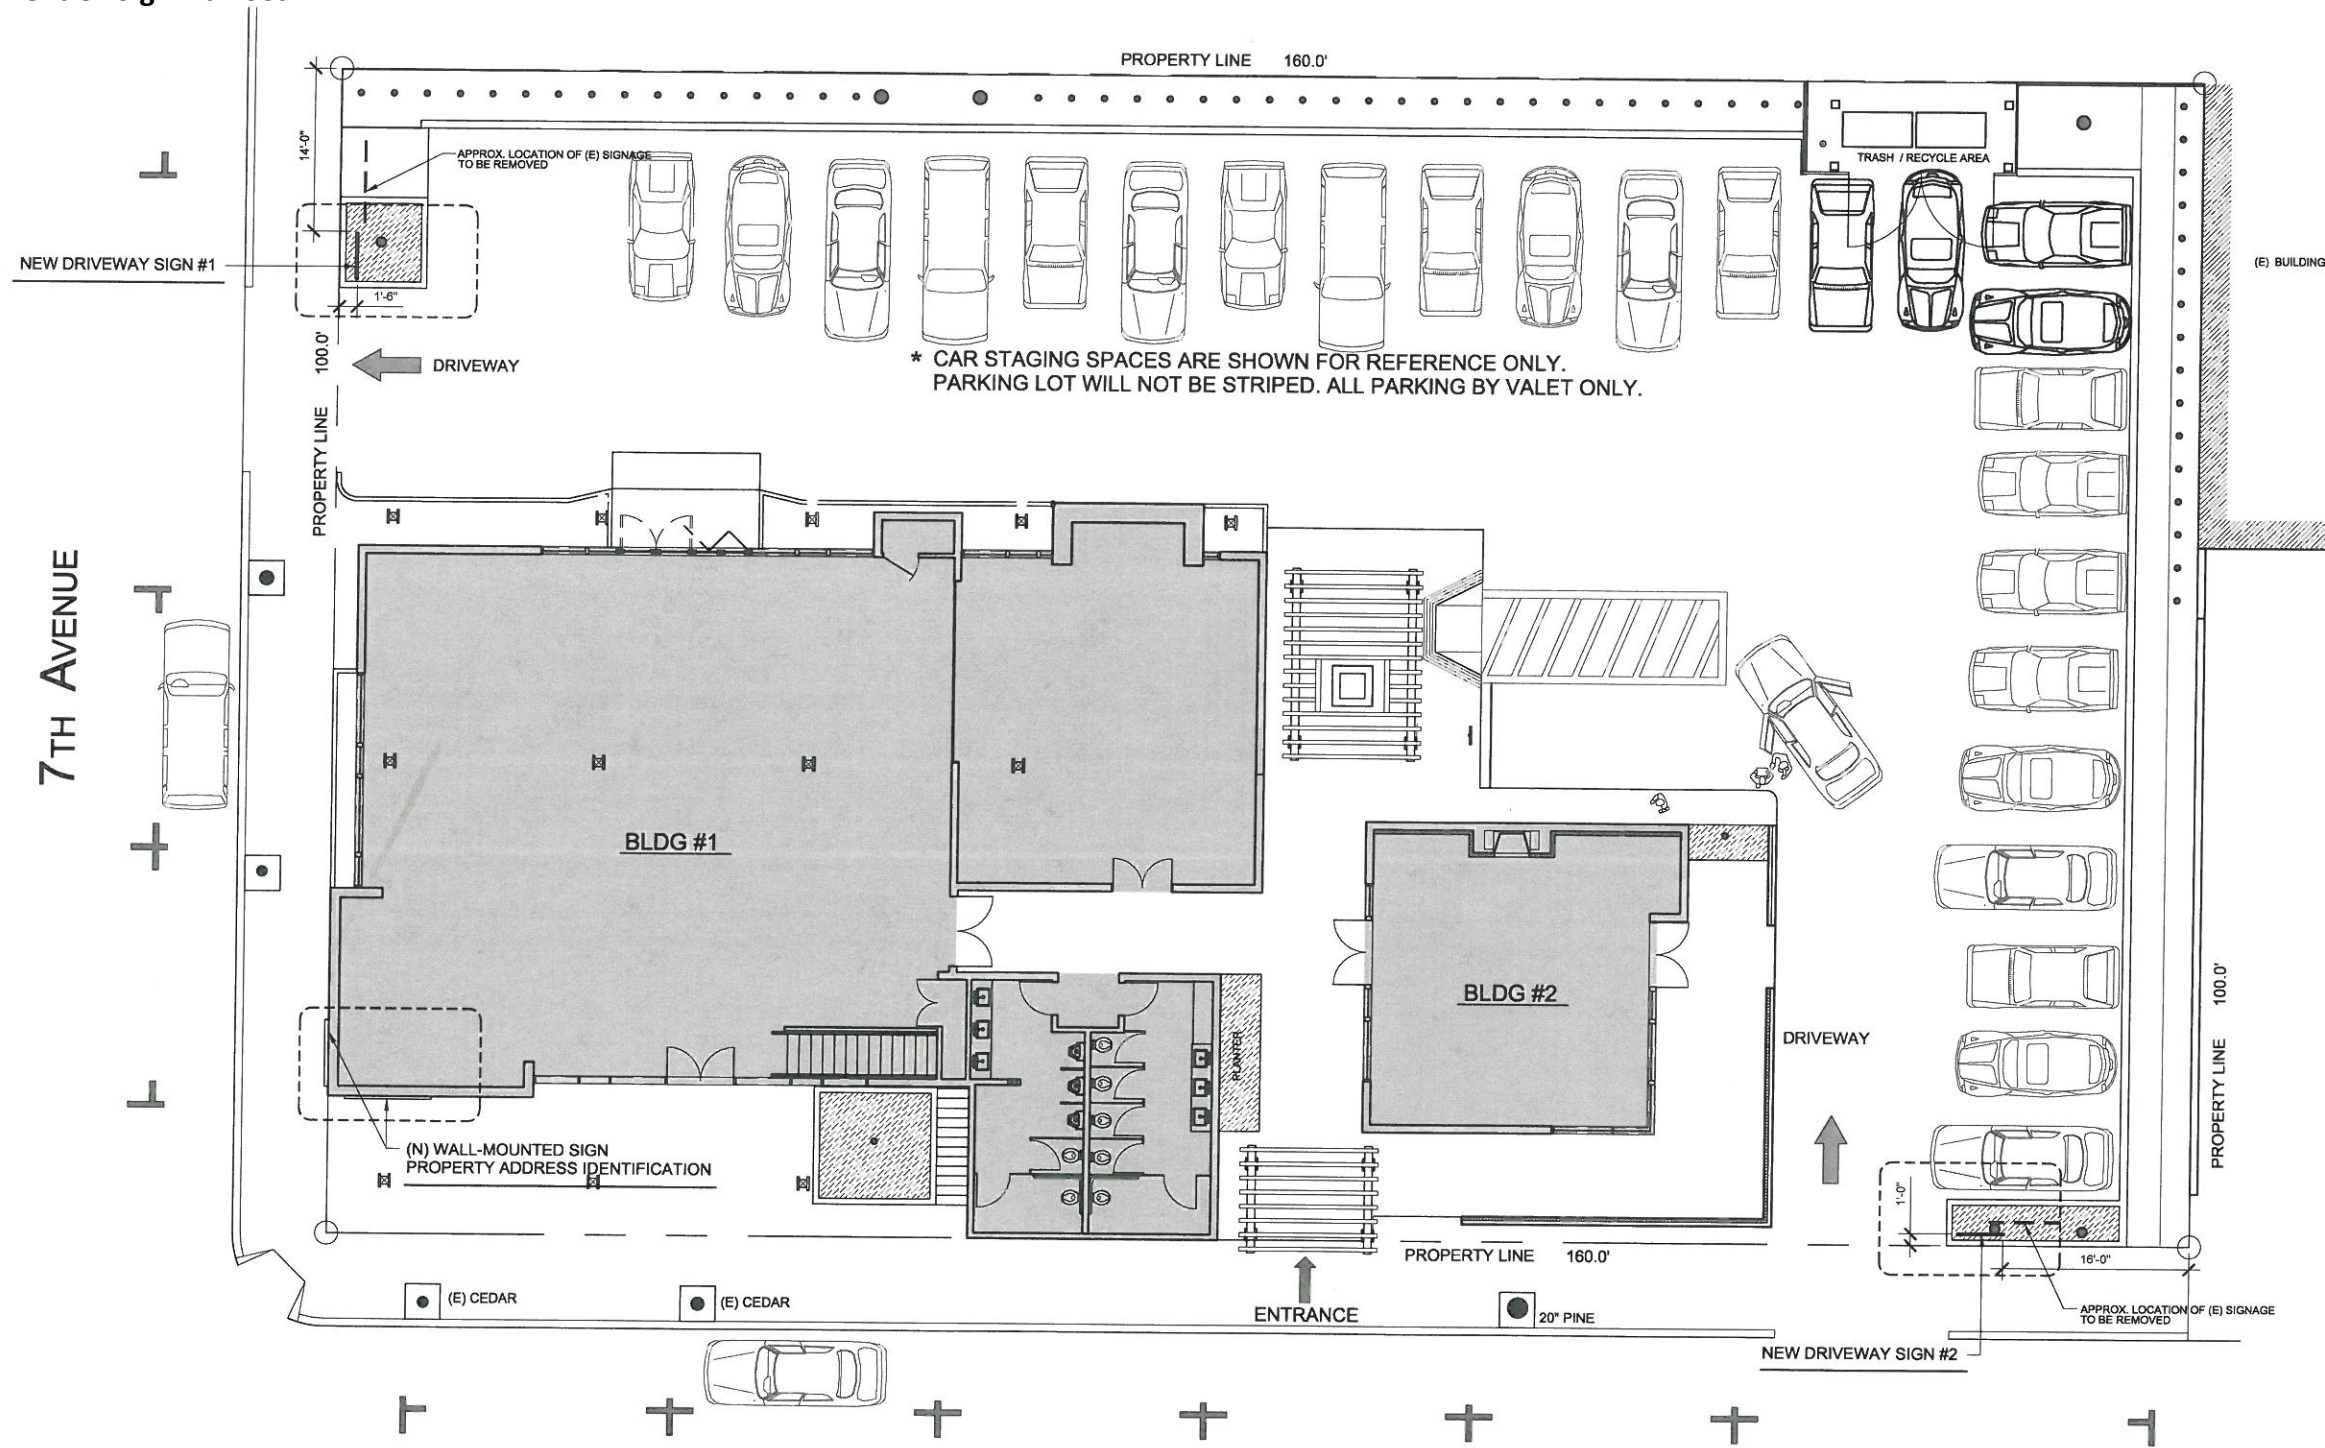 PROPERTY LINE 160.0'
14'-0"
APPROX. LOCATION OF (E) SIGNAGE
TO BE REMOVED
TRASH / RECYCLE AREA
NEW DRIVEWAY SIGN #1
1'-6"
(E) BUILDING
PROPERTY LINE 100.0'
DRIVEWAY
* CAR STAGING SPACES ARE SHOWN FOR REFERENCE ONLY.
PARKING LOT WILL NOT BE STRIPED. ALL PARKING BY VALET ONLY.
7TH AVENUE
BLDG #1
BLDG #2
PLANTER
DRIVEWAY
PROPERTY LINE 100.0'
(N) WALL-MOUNTED SIGN
PROPERTY ADDRESS IDENTIFICATION
1'-0"
PROPERTY LINE 160.0'
16'-0"
(E) CEDAR
(E) CEDAR
ENTRANCE
20" PINE
APPROX. LOCATION OF (E) SIGNAGE
TO BE REMOVED
NEW DRIVEWAY SIGN #2